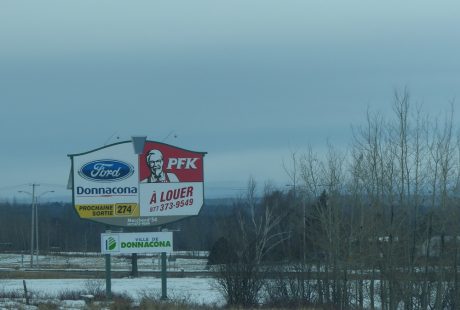 Ford
Donnacona
PROCHAINE
SORTIE
274
PFK
À LOUER
877 373-9549
VILLE DE
DONNACONA